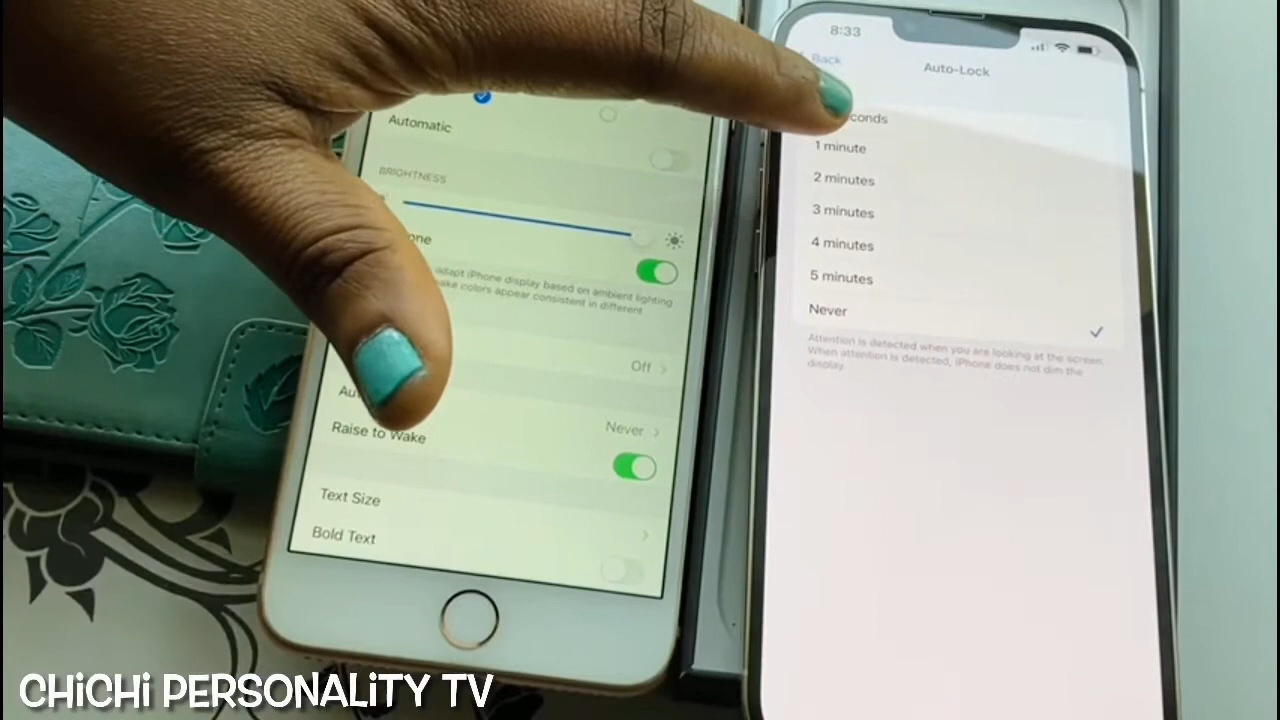 Automatic
BRIGHTNESS
one
adapt iPhone display based on ambient lighting
ake colors appear consistent in different
Off
Au
Never
Raise to Wake
Text Size
Bold Text
8:33
Back
Auto-Lock
conds
1 minute
2 minutes
3 minutes
4 minutes
5 minutes
Never
Attention is detected when you are looking at the screen.
When attention is detected, iPhone does not dim the
display.
CHiCHi PERSONALiTY TV